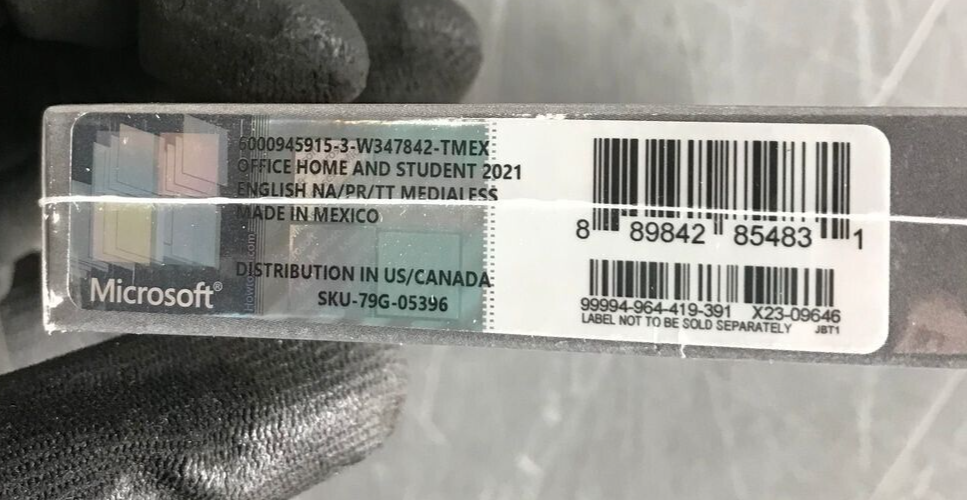 6000945915-3-W347842-TMEX
OFFICE HOME AND STUDENT 2021
ENGLISH NA/PR/TT MEDIALESS
MADE IN MEXICO
DISTRIBUTION IN US/CANADA
SKU-79G-05396
Microsoft®
8 89842 85483 1
99994-964-419-391 X23-09646
LABEL NOT TO BE SOLD SEPARATELY JBT1